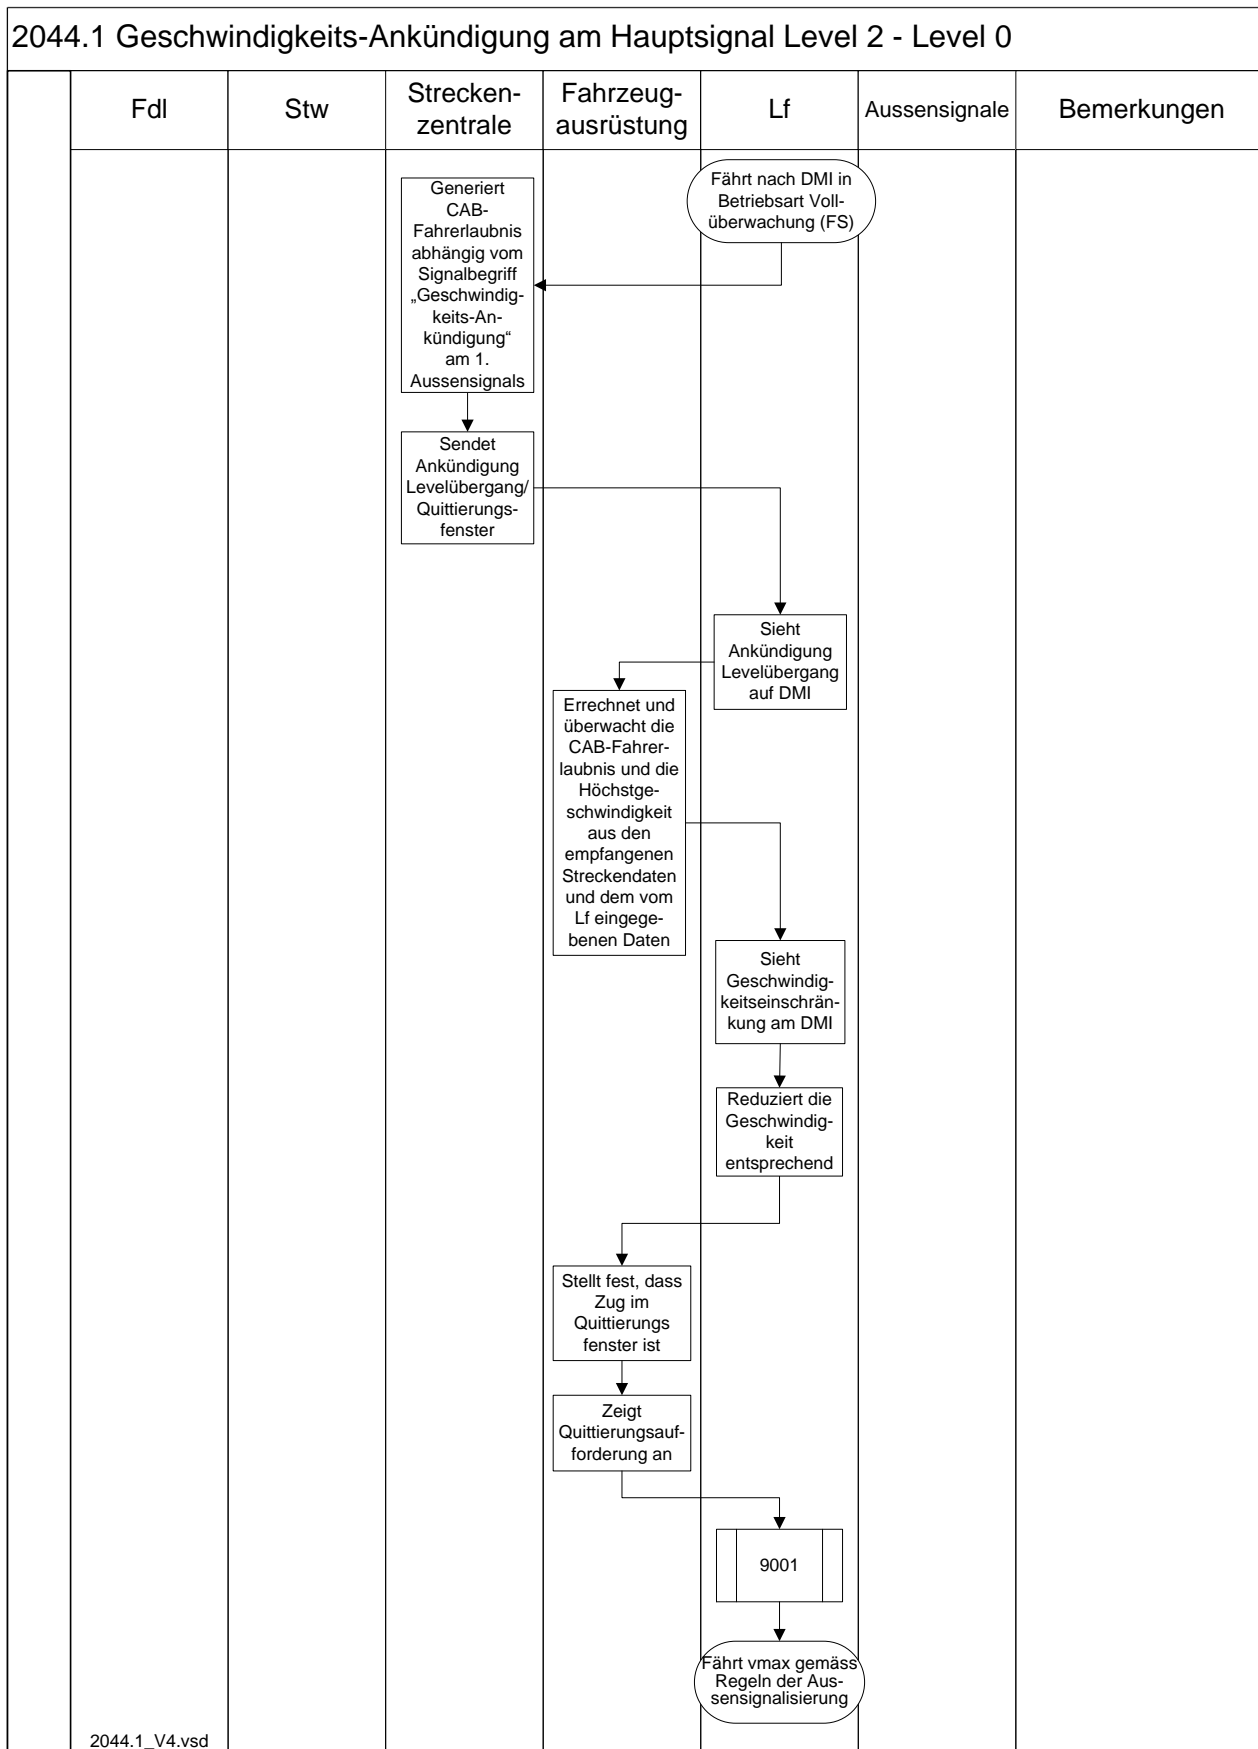 2044.1 Geschwindigkeits-Ankündigung am Hauptsignal Level 2 - Level 0
Fdl
Stw
Strecken-
zentrale
Fahrzeug-
ausrüstung
Lf
Aussensignale
Bemerkungen
Fährt nach DMI in
Betriebsart Voll-
überwachung (FS)
Generiert
CAB-
Fahrerlaubnis
abhängig vom
Signalbegriff
„Geschwindig-
keits-An-
kündigung“
am 1.
Aussensignals
Sendet
Ankündigung
Levelübergang/
Quittierungs-
fenster
Sieht
Ankündigung
Levelübergang
auf DMI
Errechnet und
überwacht die
CAB-Fahrer-
laubnis und die
Höchstge-
schwindigkeit
aus den
empfangenen
Streckendaten
und dem vom
Lf eingege-
benen Daten
Sieht
Geschwindig-
keitseinschrän-
kung am DMI
Reduziert die
Geschwindig-
keit
entsprechend
Stellt fest, dass
Zug im
Quittierungs
fenster ist
Zeigt
Quittierungsauf-
forderung an
9001
Fährt vmax gemäss
Regeln der Aus-
sensignalisierung
2044.1_V4.vsd